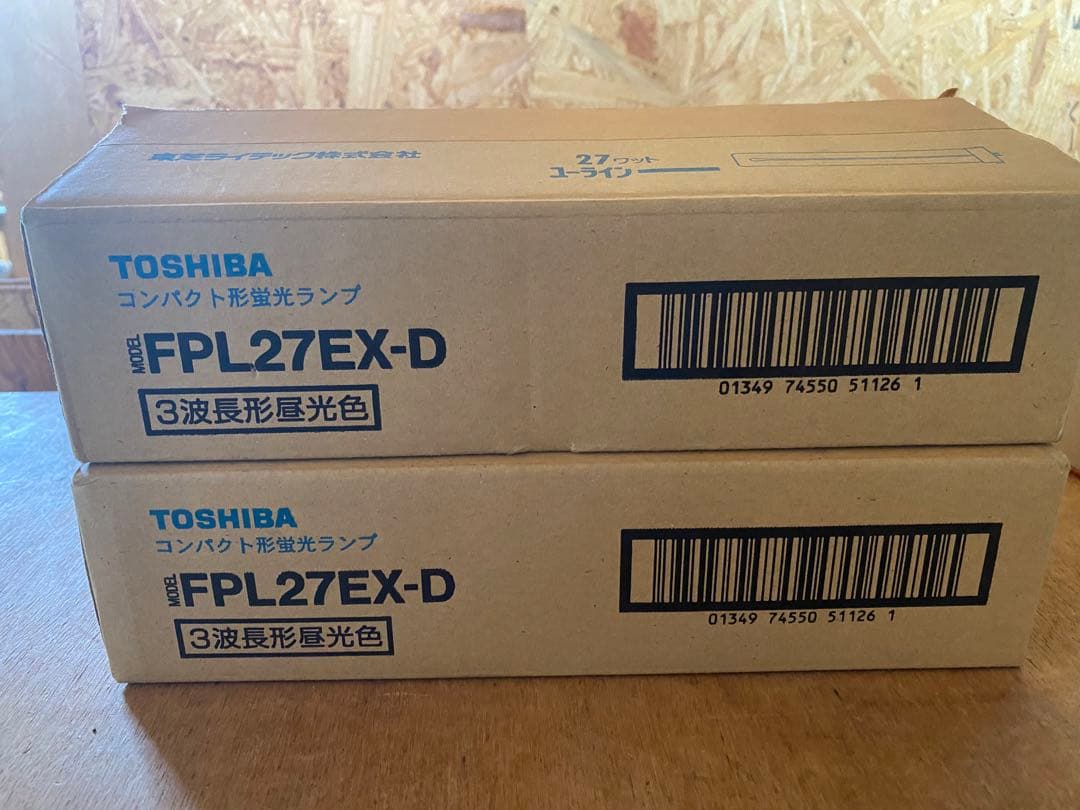 東芝ライテック株式会社
27ワット
ユーライン
TOSHIBA
コンパクト形蛍光ランプ
MODEL FPL27EX-D
3波長形昼光色
01349 74550 51126 1
TOSHIBA
コンパクト形蛍光ランプ
MODEL FPL27EX-D
3波長形昼光色
01349 74550 51126 1